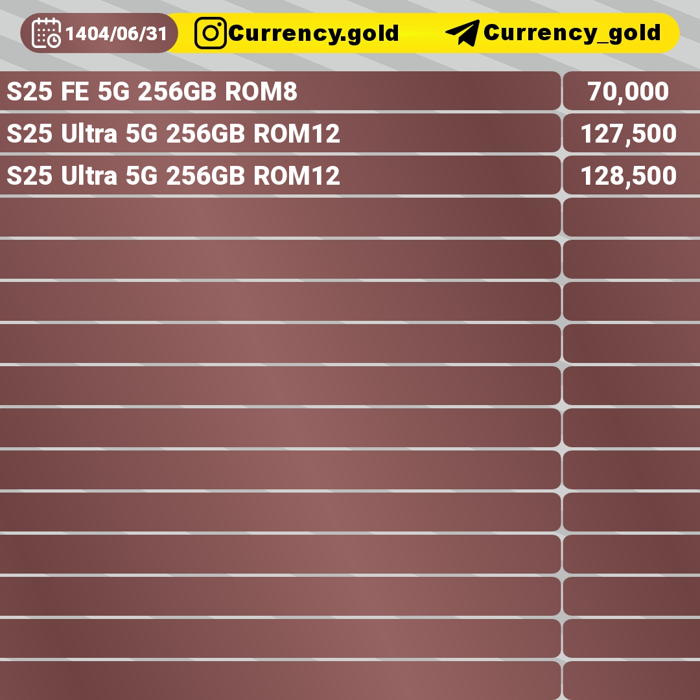 1404/06/31 Currency.gold Currency_gold
S25 FE 5G 256GB ROM8 70,000
S25 Ultra 5G 256GB ROM12 127,500
S25 Ultra 5G 256GB ROM12 128,500